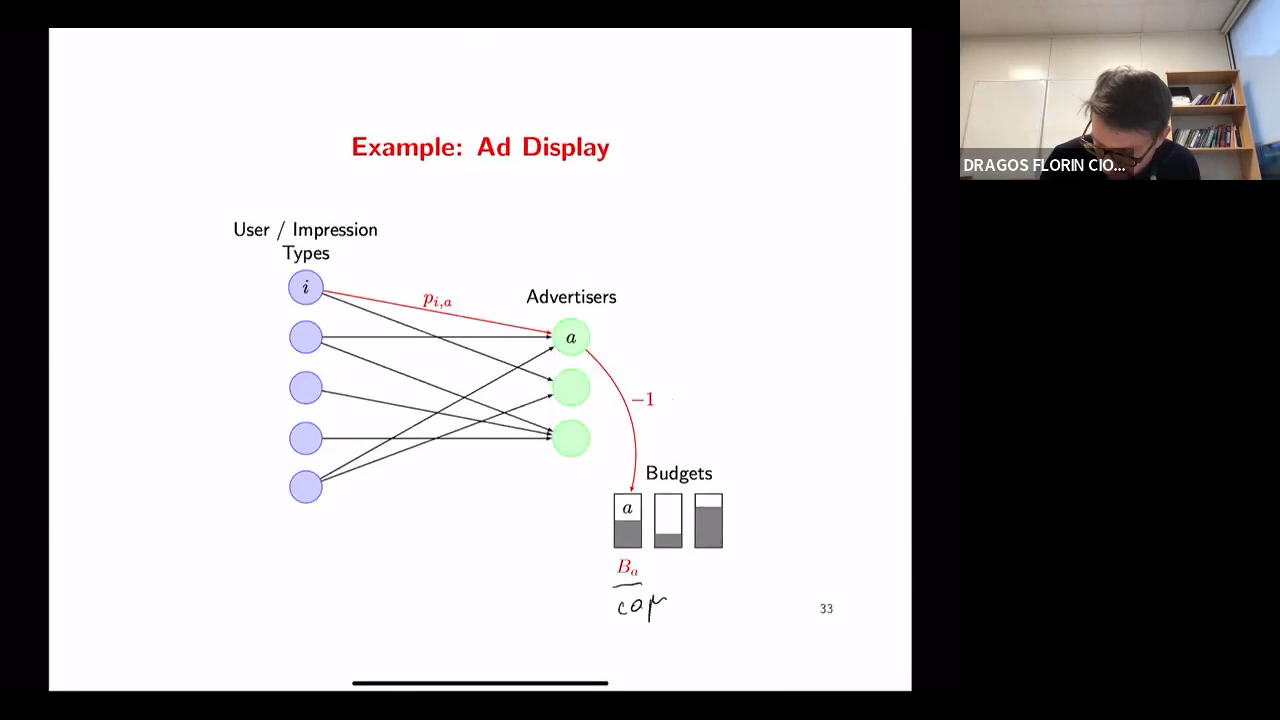 Example: Ad Display
User / Impression
Types
i
p_{i,a}
Advertisers
a
−1
Budgets
a
B_a
cap
33
DRAGOS FLORIN CIO...